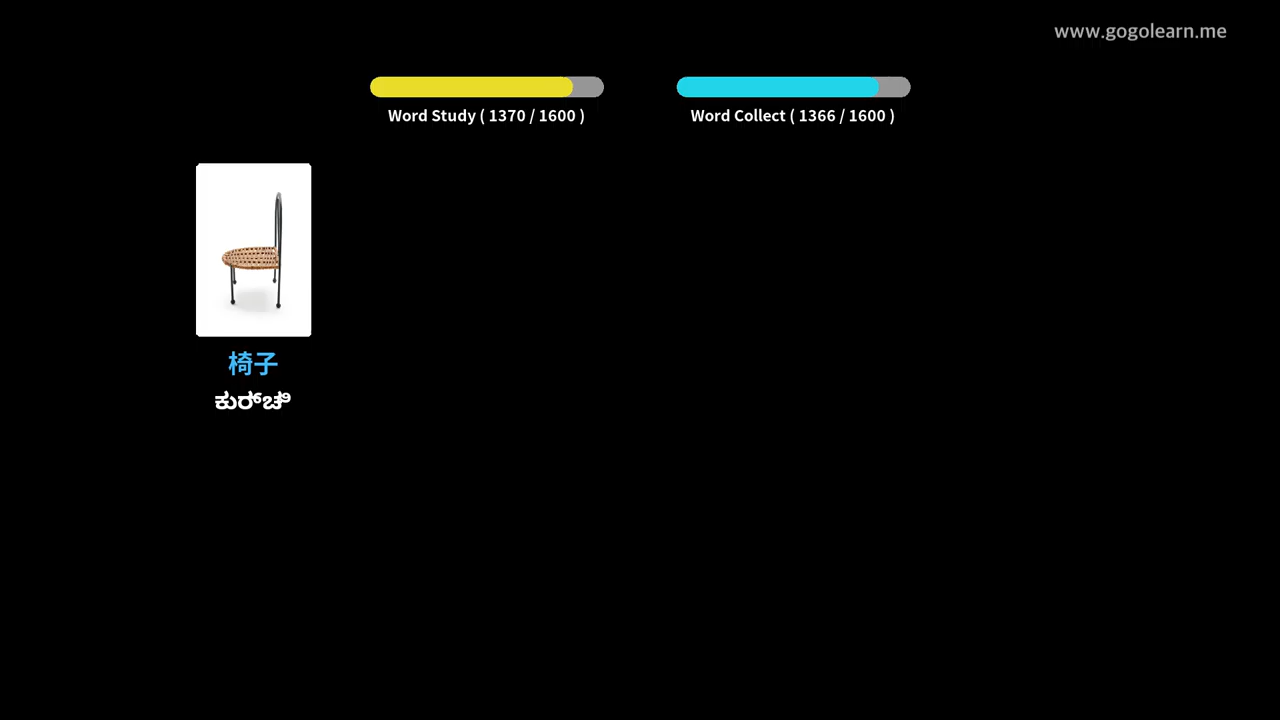 www.gogolearn.me
Word Study ( 1370 / 1600 )
Word Collect ( 1366 / 1600 )
椅子
ಕುರ್ಚಿ